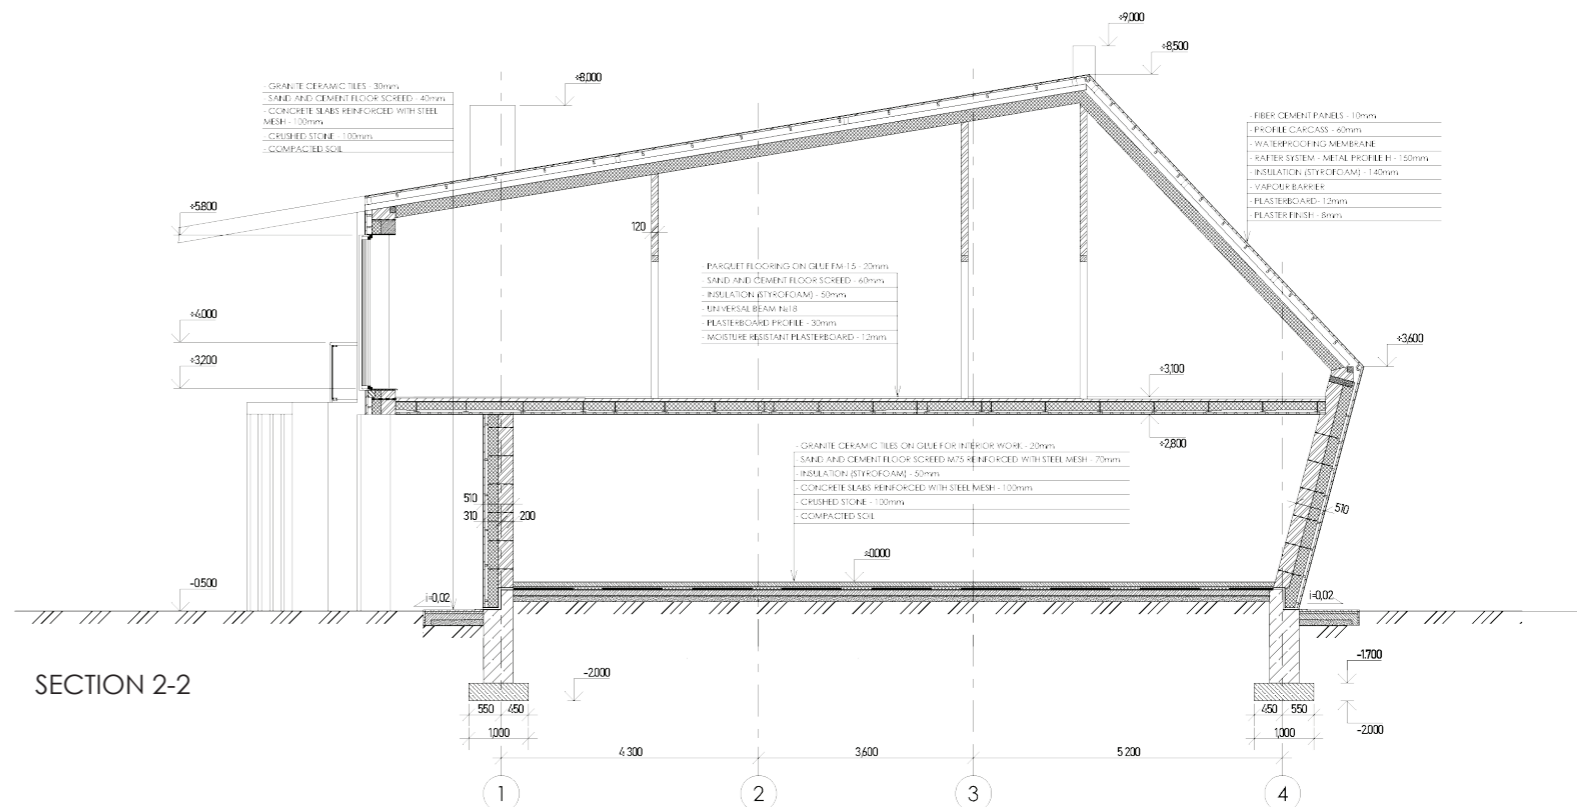 +9,000
+8,500
+8,000
- GRANITE CERAMIC TILES - 30mm
- SAND AND CEMENT FLOOR SCREED - 40mm
- CONCRETE SLABS REINFORCED WITH STEEL
MESH - 100mm
- CRUSHED STONE - 100mm
- COMPACTED SOIL
- FIBER CEMENT PANELS - 10mm
- PROFILE CARCASS - 60mm
- WATERPROOFING MEMBRANE
- RAFTER SYSTEM - METAL PROFILE H - 150mm
- INSULATION (STYROFOAM) - 140mm
- VAPOUR BARRIER
- PLASTERBOARD - 12mm
- PLASTER FINISH - 8mm
+5,800
120
- PARQUET FLOORING ON GLUE FM-15 - 20mm
- SAND AND CEMENT FLOOR SCREED - 60mm
- INSULATION (STYROFOAM) - 50mm
- UNIVERSAL BEAM №18
- PLASTERBOARD PROFILE - 30mm
- MOISTURE RESISTANT PLASTERBOARD - 12mm
+4,000
+3,600
+3,200
+3,100
+2,800
- GRANITE CERAMIC TILES ON GLUE FOR INTERIOR WORK - 20mm
- SAND AND CEMENT FLOOR SCREED M75 REINFORCED WITH STEEL MESH - 70mm
- INSULATION (STYROFOAM) - 50mm
- CONCRETE SLABS REINFORCED WITH STEEL MESH - 100mm
- CRUSHED STONE - 100mm
- COMPACTED SOIL
510
310 200
510
±0,000
-0,500
i=0,02
i=0,02
SECTION 2-2
-2,000
-1,700
-2,000
550 450
1,000
450 550
1,000
4 300
3,600
5 200
1
2
3
4